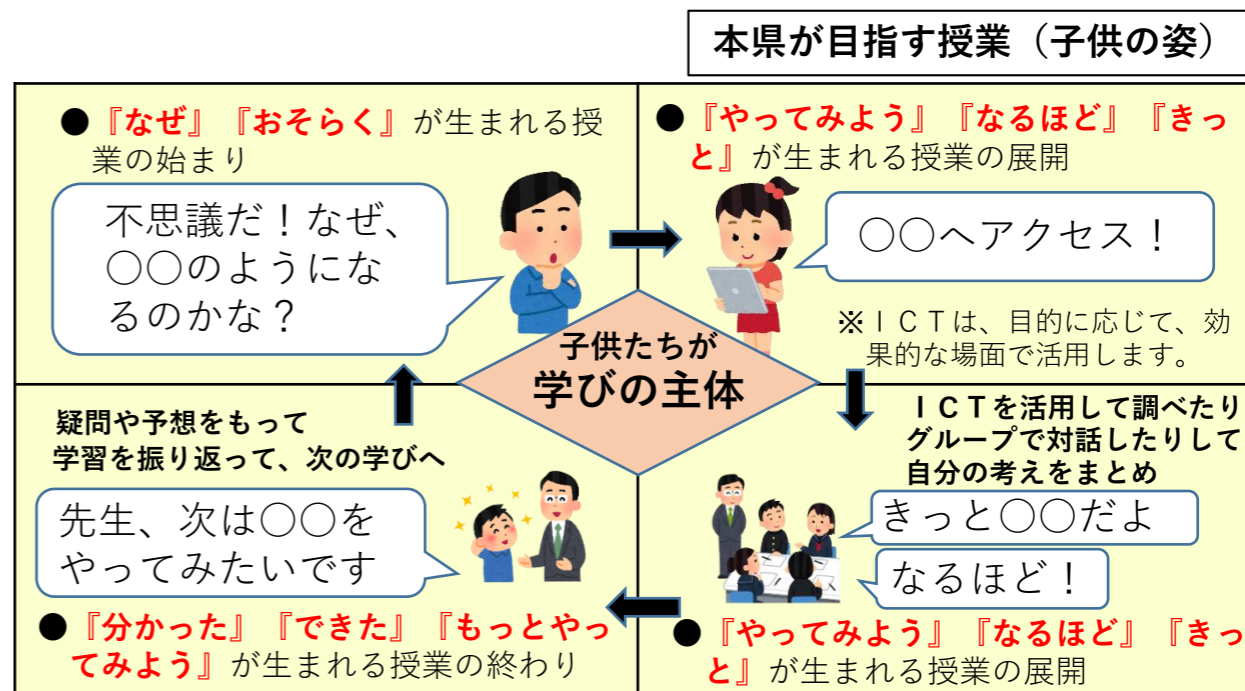 本県が目指す授業（子供の姿）
●『なぜ』『おそらく』が生まれる授
業の始まり
不思議だ！なぜ、
○○のようにな
るのかな？
●『やってみよう』『なるほど』『きっ
と』が生まれる授業の展開
○○へアクセス！
※ＩＣＴは、目的に応じて、効
果的な場面で活用します。
子供たちが
学びの主体
ＩＣＴを活用して調べたり
グループで対話したりして
自分の考えをまとめ
きっと○○だよ
なるほど！
●『やってみよう』『なるほど』『きっ
と』が生まれる授業の展開
疑問や予想をもって
学習を振り返って、次の学びへ
先生、次は○○を
やってみたいです
●『分かった』『できた』『もっとやっ
てみよう』が生まれる授業の終わり